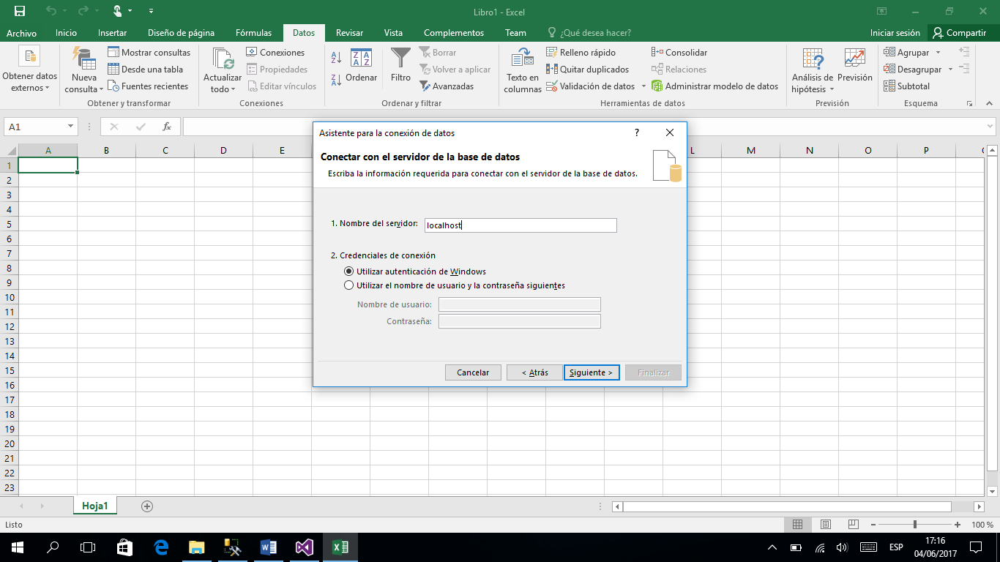 Libro1 - Excel
Archivo Inicio Insertar Diseño de página Fórmulas Datos Revisar Vista Complementos Team ¿Qué desea hacer? Iniciar sesión Compartir
Obtener datos externos
Nueva consulta
Mostrar consultas
Desde una tabla
Fuentes recientes
Obtener y transformar
Actualizar todo
Conexiones
Propiedades
Editar vínculos
Conexiones
Ordenar
Filtro
Borrar
Volver a aplicar
Avanzadas
Ordenar y filtrar
Texto en columnas
Relleno rápido
Quitar duplicados
Validación de datos
Consolidar
Relaciones
Administrar modelo de datos
Herramientas de datos
Análisis de hipótesis
Previsión
Previsión
Agrupar
Desagrupar
Subtotal
Esquema
A1
fx
A B C D E L M N O P
1
2
3
4
5
6
7
8
9
10
11
12
13
14
15
16
17
18
19
20
21
22
23
Asistente para la conexión de datos
Conectar con el servidor de la base de datos
Escriba la información requerida para conectar con el servidor de la base de datos.
1. Nombre del servidor: localhost
2. Credenciales de conexión
Utilizar autenticación de Windows
Utilizar el nombre de usuario y la contraseña siguientes
Nombre de usuario:
Contraseña:
Cancelar < Atrás Siguiente > Finalizar
Hoja1
Listo 100 %
ESP
17:16
04/06/2017